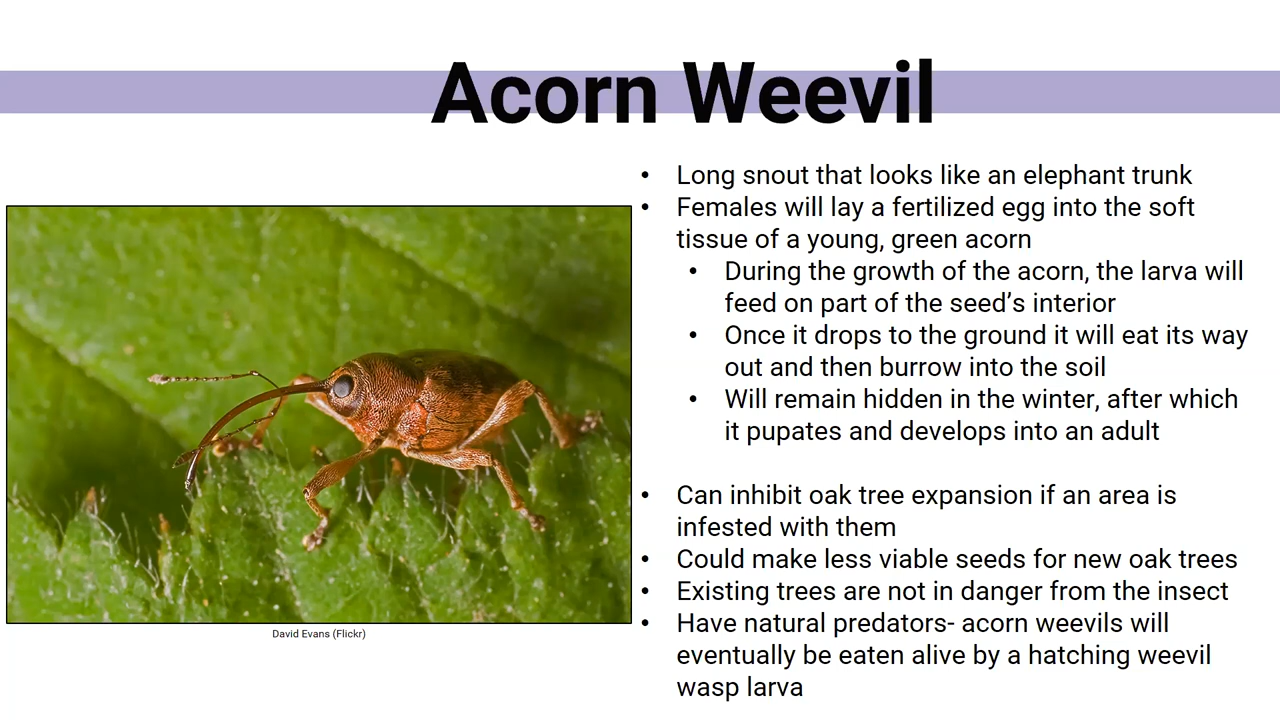 Acorn Weevil
• Long snout that looks like an elephant trunk
• Females will lay a fertilized egg into the soft
tissue of a young, green acorn
• During the growth of the acorn, the larva will
feed on part of the seed’s interior
• Once it drops to the ground it will eat its way
out and then burrow into the soil
• Will remain hidden in the winter, after which
it pupates and develops into an adult
• Can inhibit oak tree expansion if an area is
infested with them
• Could make less viable seeds for new oak trees
• Existing trees are not in danger from the insect
• Have natural predators- acorn weevils will
eventually be eaten alive by a hatching weevil
wasp larva
David Evans (Flickr)